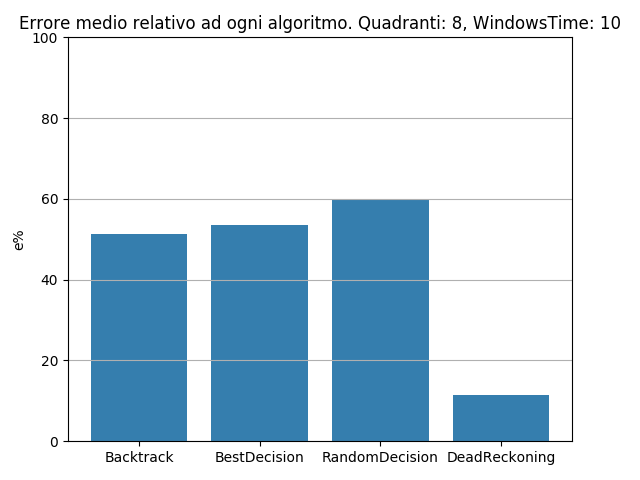 Errore medio relativo ad ogni algoritmo. Quadranti: 8, WindowsTime: 10
100
80
60
40
20
0
e%
Backtrack
BestDecision
RandomDecision
DeadReckoning